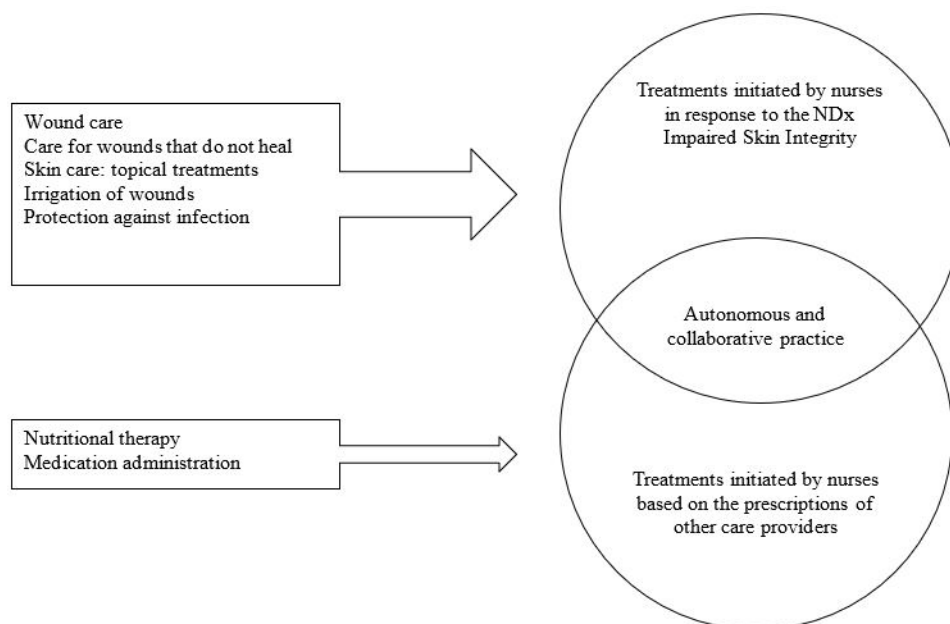 Wound care
Care for wounds that do not heal
Skin care: topical treatments
Irrigation of wounds
Protection against infection
Treatments initiated by nurses
in response to the NDx
Impaired Skin Integrity
Autonomous and
collaborative practice
Nutritional therapy
Medication administration
Treatments initiated by nurses
based on the prescriptions of
other care providers